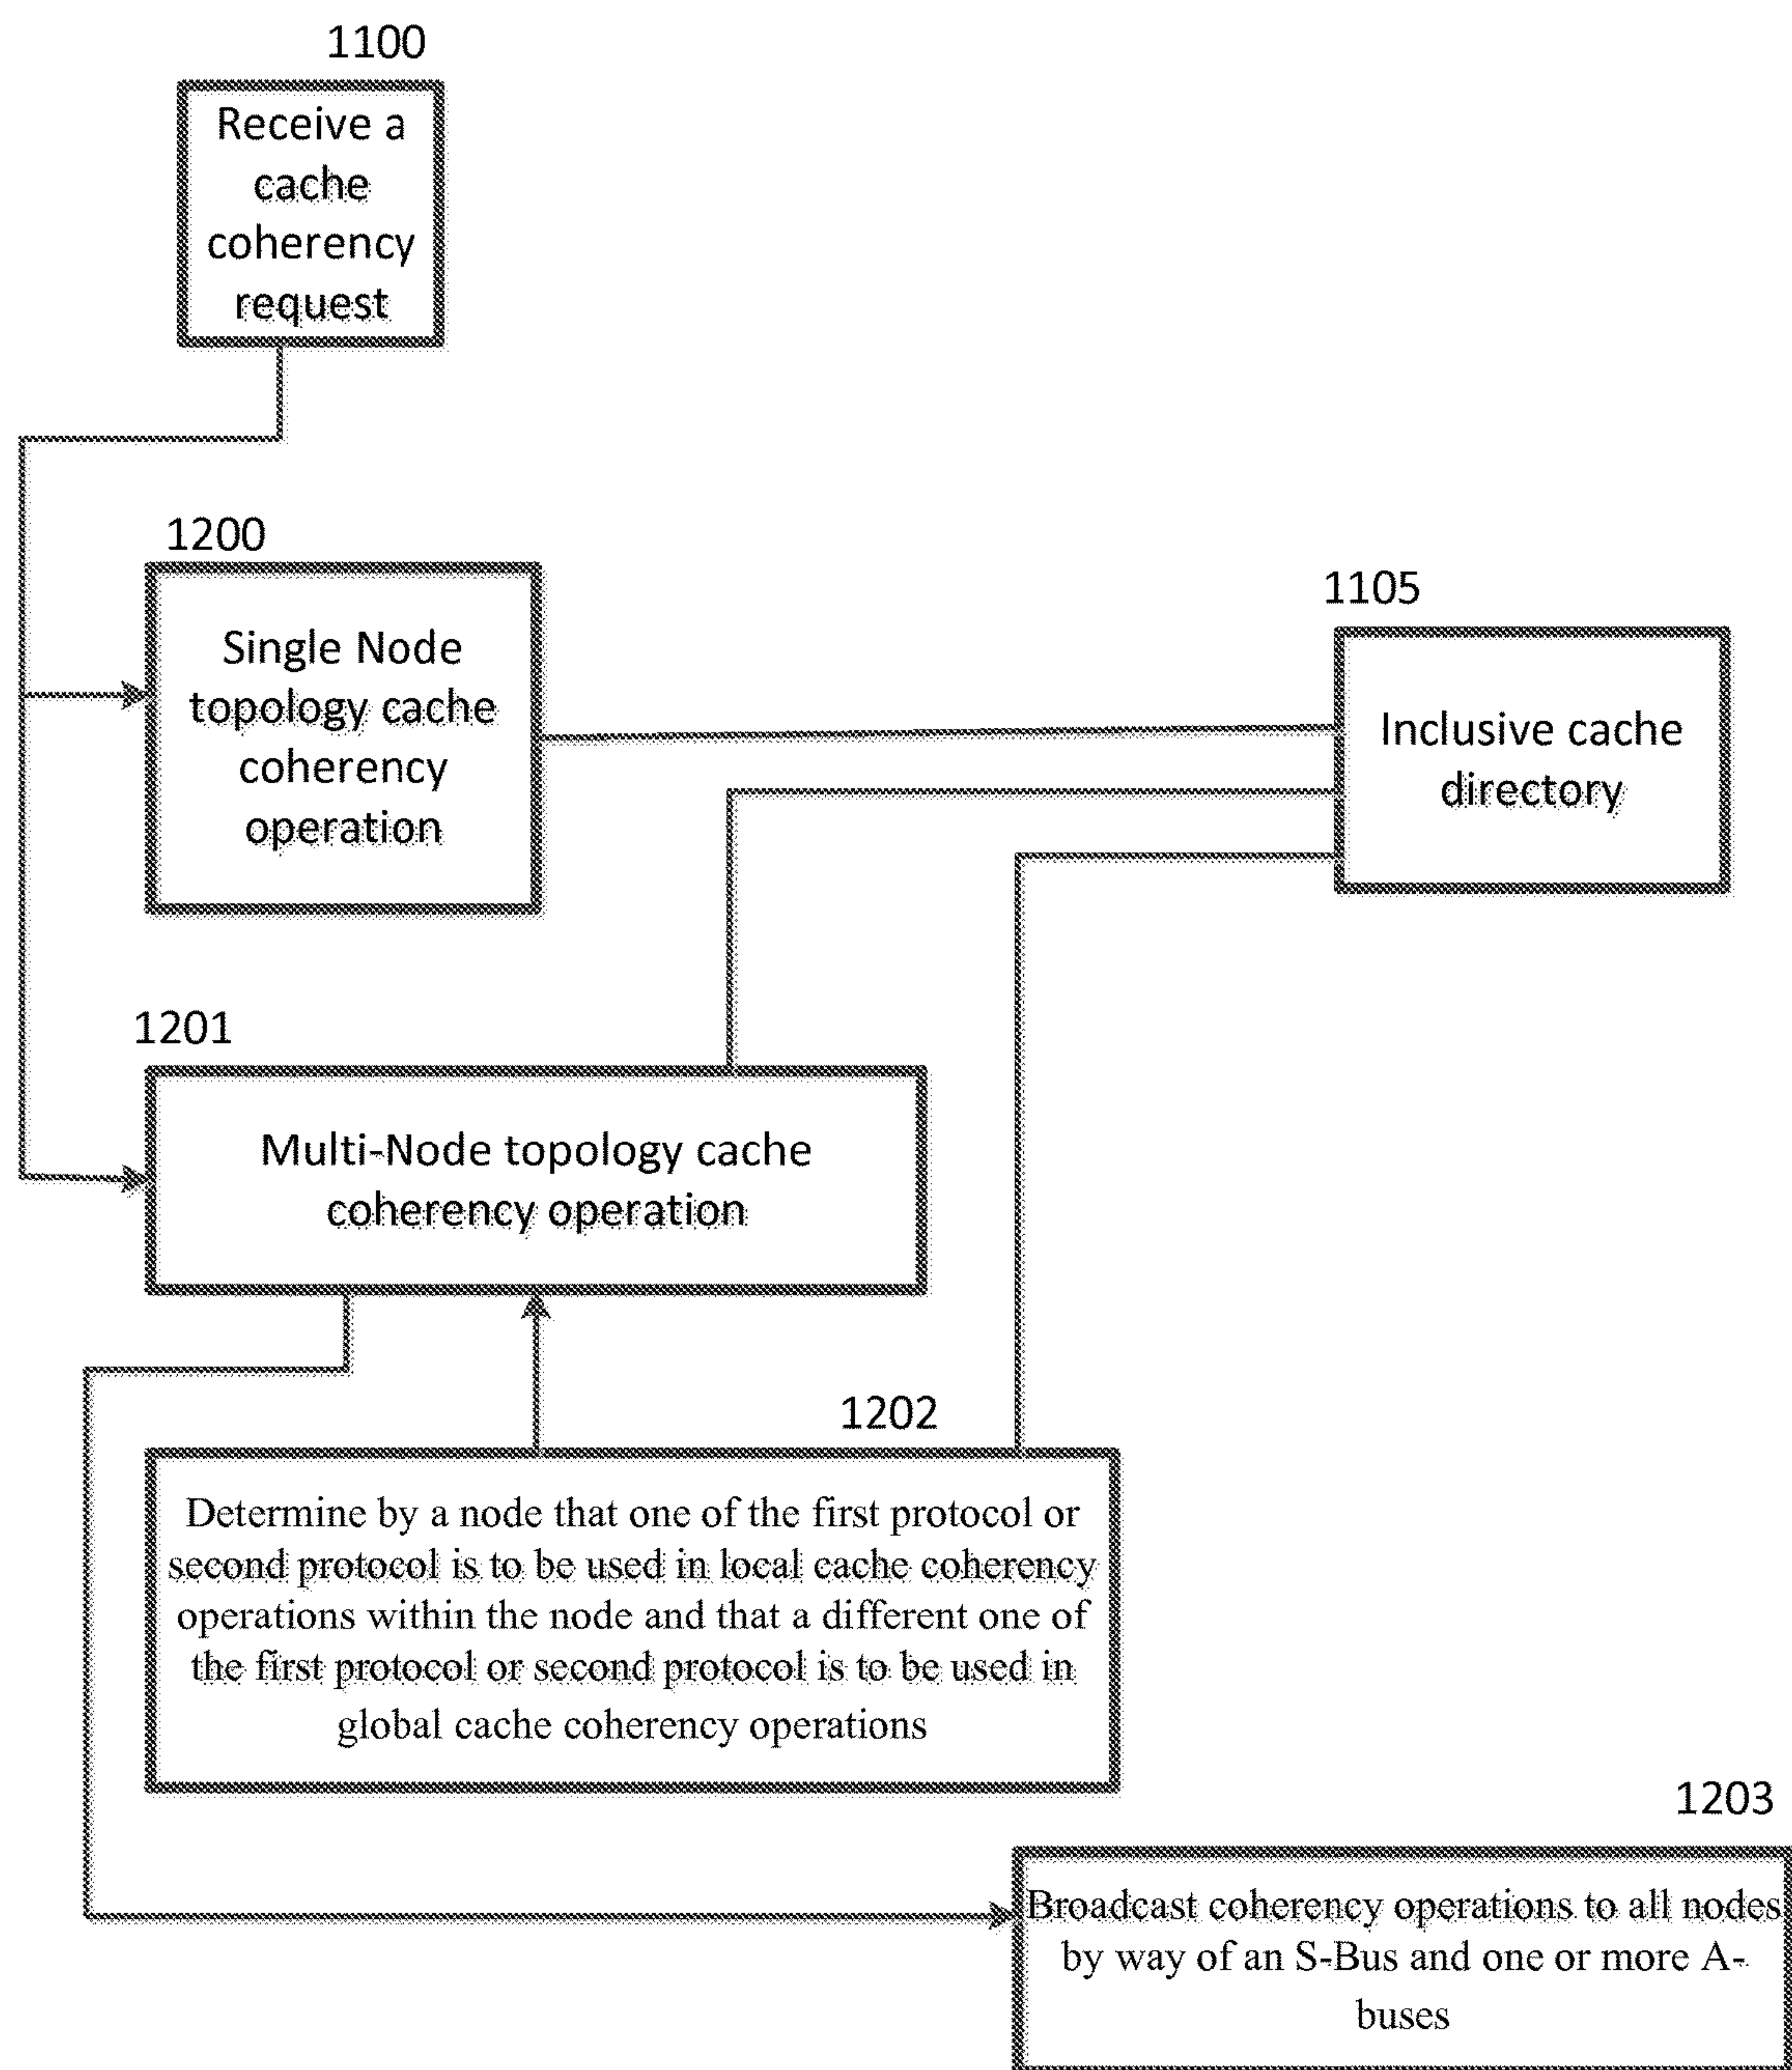 1100
Receive a
cache
coherency
request
1200
Single Node
topology cache
coherency
operation
1105
Inclusive cache
directory
1201
Multi-Node topology cache
coherency operation
1202
Determine by a node that one of the first protocol or
second protocol is to be used in local cache coherency
operations within the node and that a different one of
the first protocol or second protocol is to be used in
global cache coherency operations
1203
Broadcast coherency operations to all nodes
by way of an S-Bus and one or more A-
buses